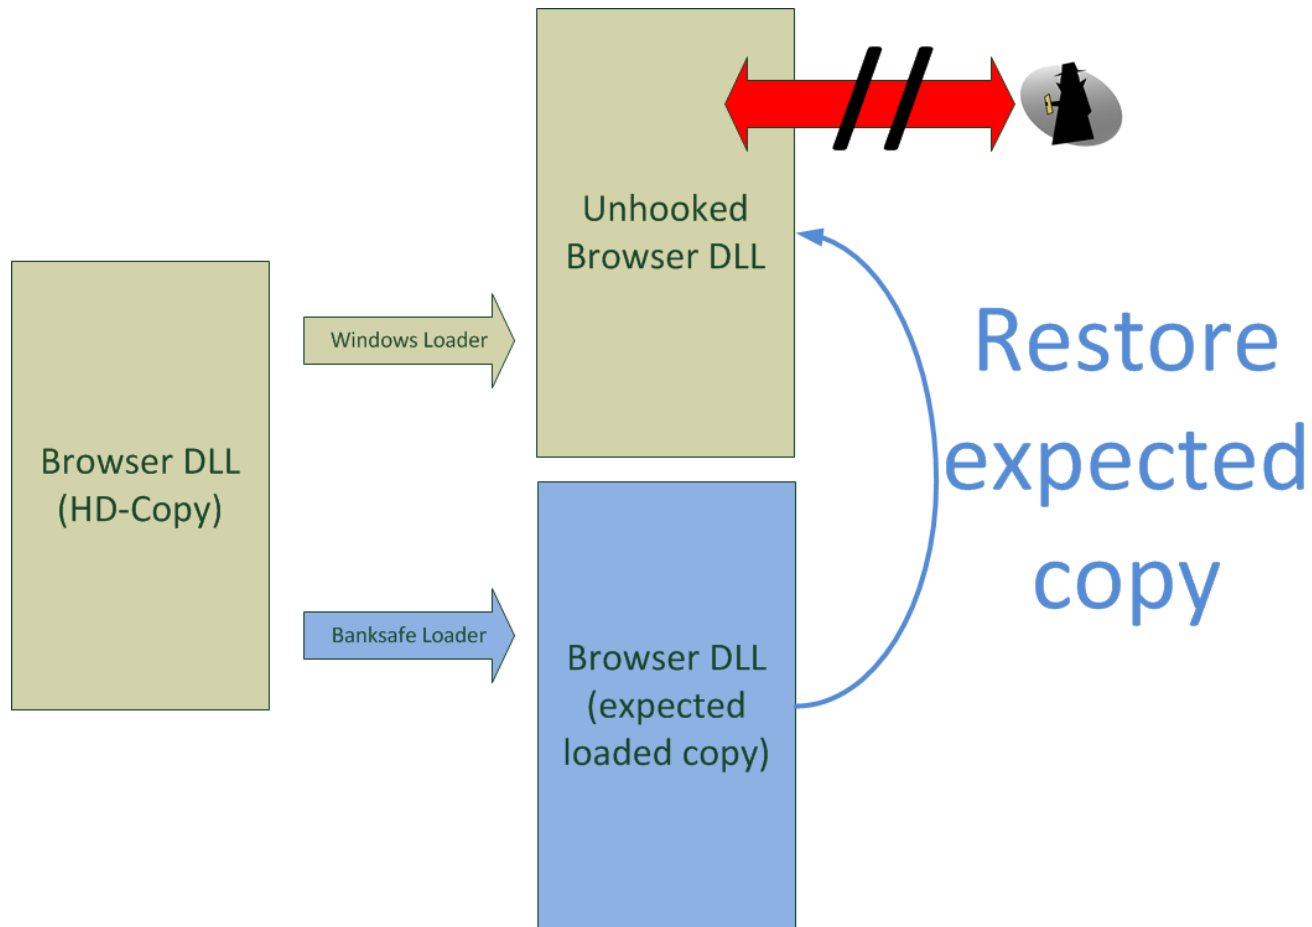 Unhooked
Browser DLL
Windows Loader
Browser DLL
(HD-Copy)
Restore
expected
copy
Banksafe Loader
Browser DLL
(expected
loaded copy)